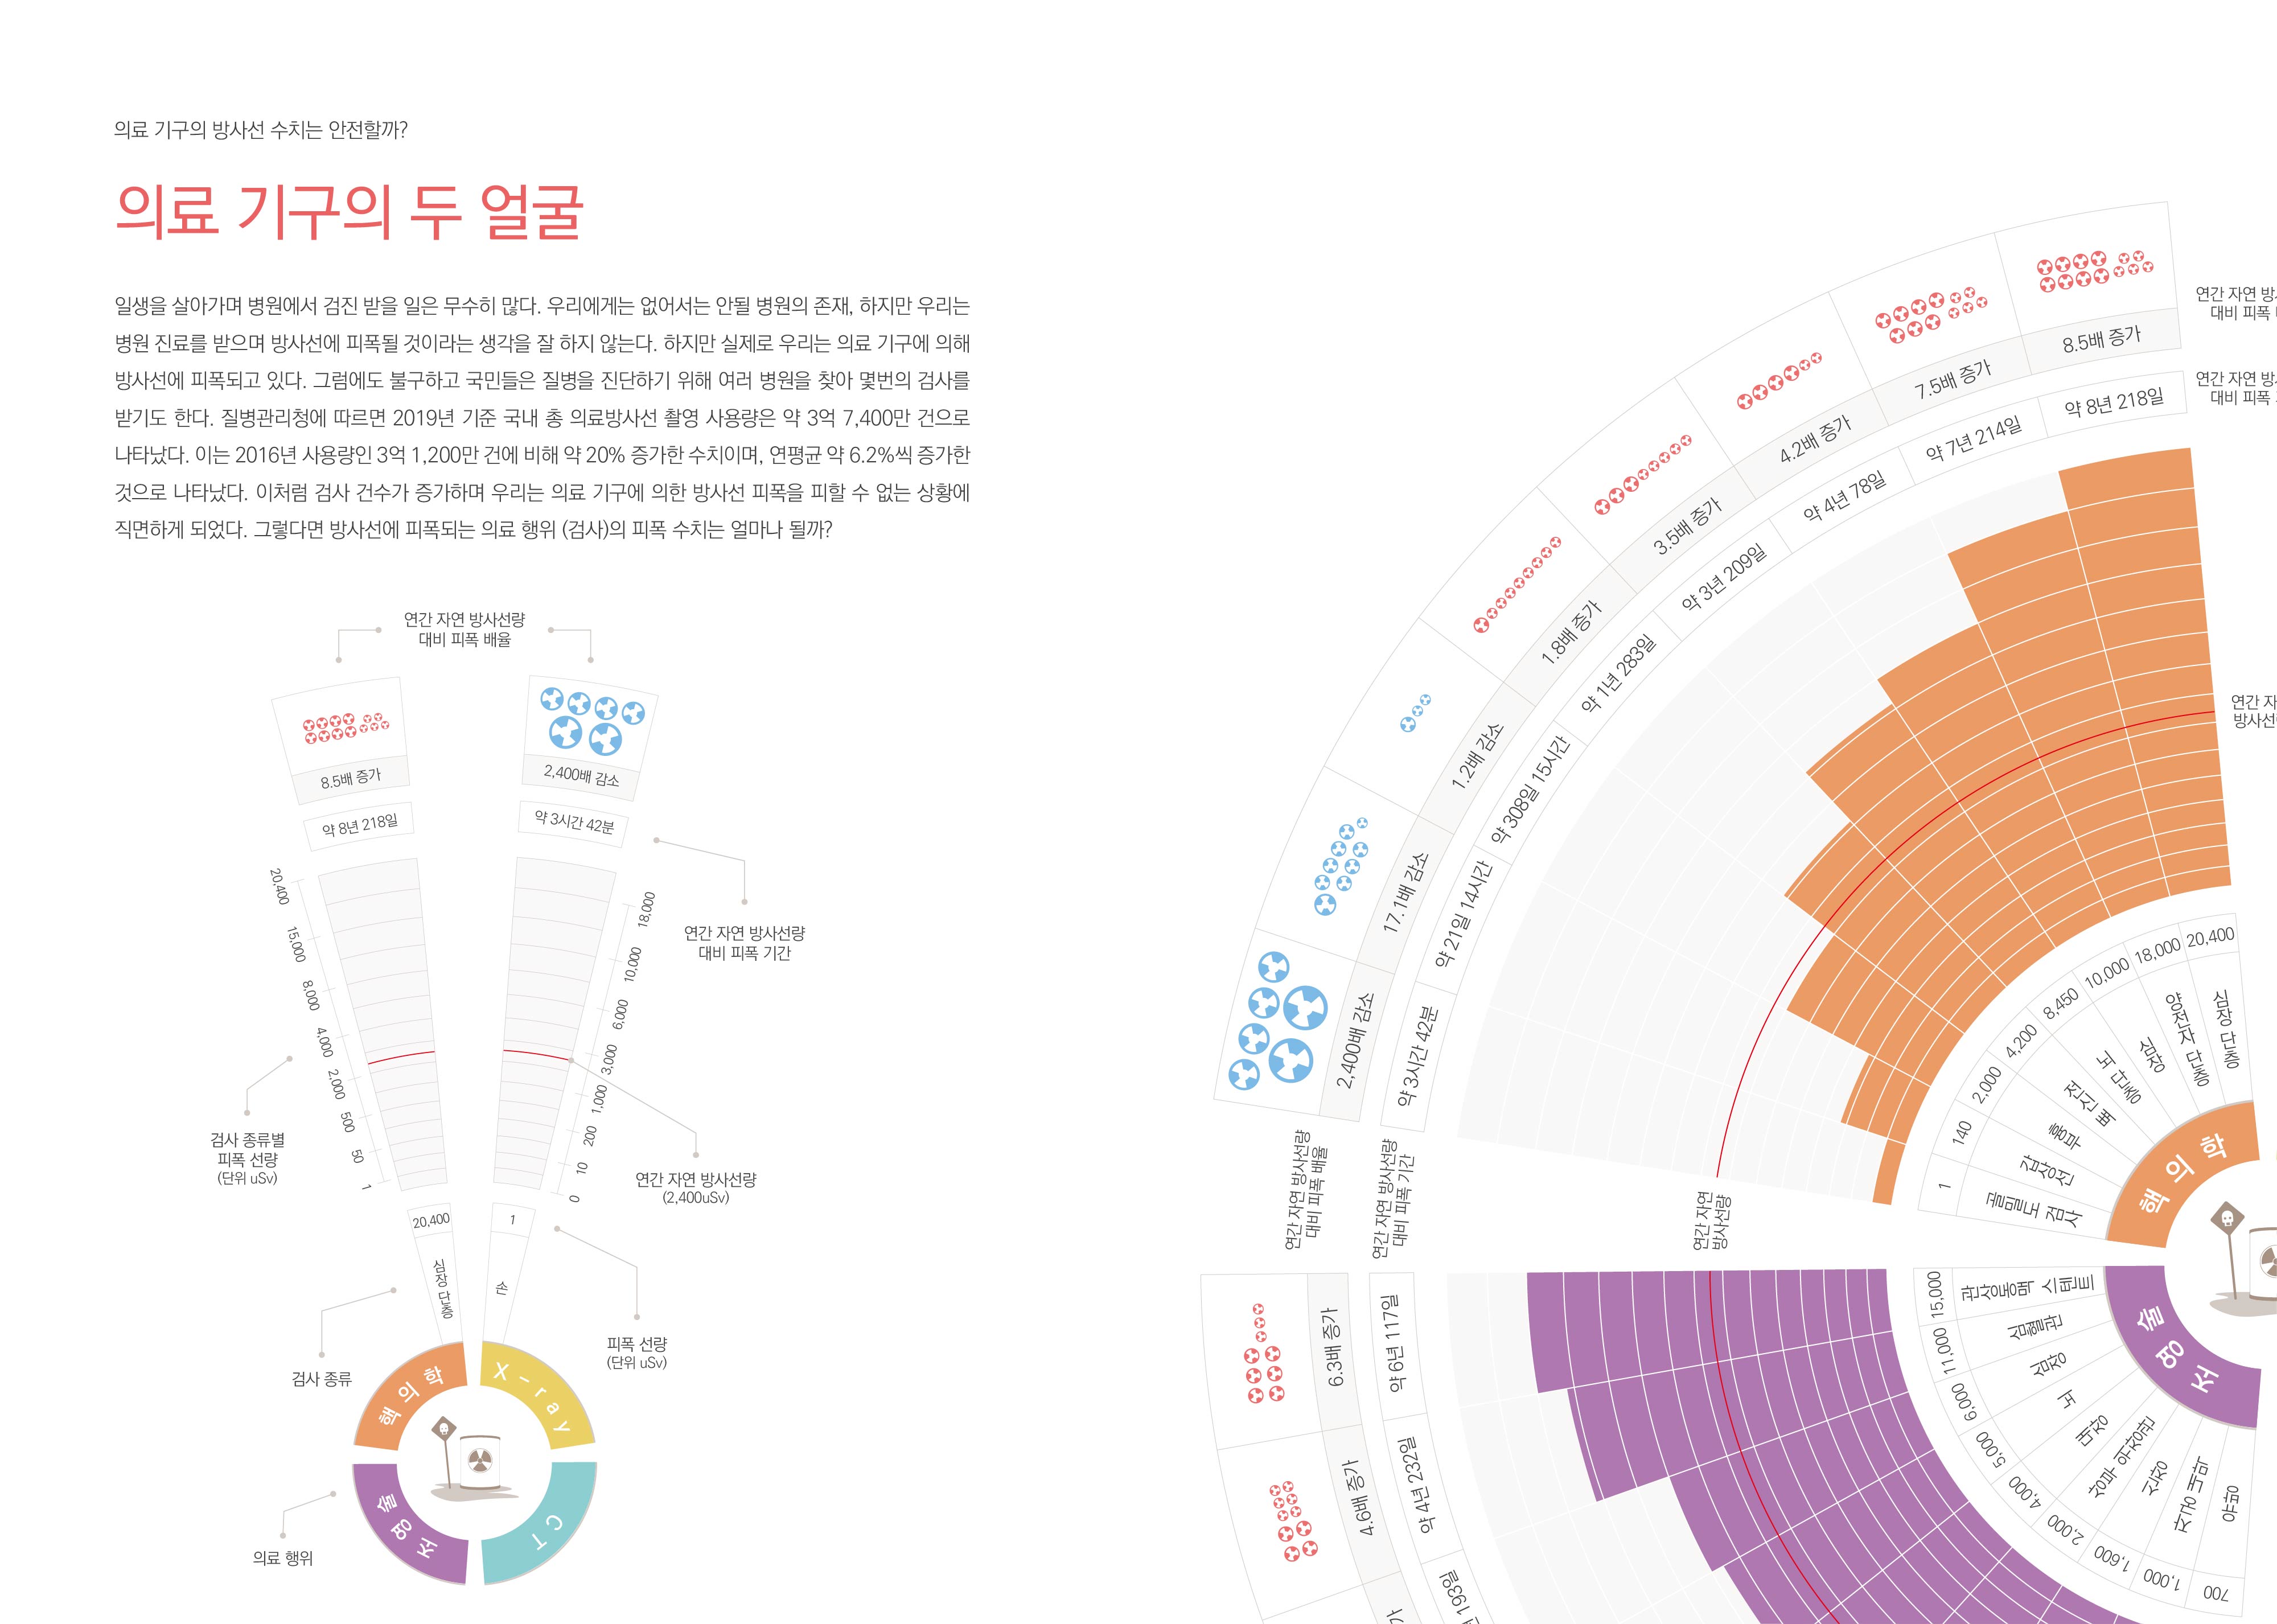 의료 기구의 방사선 수치는 안전할까?
의료 기구의 두 얼굴
일생을 살아가며 병원에서 검진 받을 일은 무수히 많다. 우리에게는 없어서는 안될 병원의 존재, 하지만 우리는
병원 진료를 받으며 방사선에 피폭될 것이라는 생각을 잘 하지 않는다. 하지만 실제로 우리는 의료 기구에 의해
방사선에 피폭되고 있다. 그럼에도 불구하고 국민들은 질병을 진단하기 위해 여러 병원을 찾아 몇번의 검사를
받기도 한다. 질병관리청에 따르면 2019년 기준 국내 총 의료방사선 촬영 사용량은 약 3억 7,400만 건으로
나타났다. 이는 2016년 사용량인 3억 1,200만 건에 비해 약 20% 증가한 수치이며, 연평균 약 6.2%씩 증가한
것으로 나타났다. 이처럼 검사 건수가 증가하며 우리는 의료 기구에 의한 방사선 피폭을 피할 수 없는 상황에
직면하게 되었다. 그렇다면 방사선에 피폭되는 의료 행위 (검사)의 피폭 수치는 얼마나 될까?
연간 자연 방사선량
대비 피폭 배율
8.5배 증가
2,400배 감소
약 8년 218일
약 3시간 42분
20,400
15,000
8,000
4,000
2,000
500
50
1
18,000
10,000
6,000
3,000
1,000
200
10
0
연간 자연 방사선량
대비 피폭 기간
검사 종류별
피폭 선량
(단위 uSv)
연간 자연 방사선량
(2,400uSv)
20,400
심장 단층
1
손
피폭 선량
(단위 uSv)
검사 종류
의료 행위
핵의학
X-ray
조영술
CT
연간 자연 방
대비 피폭
연간 자연 방
대비 피폭
연간 자
방사선
8.5배 증가
7.5배 증가
4.2배 증가
3.5배 증가
1.8배 증가
1.2배 감소
17.1배 감소
2,400배 감소
약 8년 218일
약 7년 214일
약 4년 78일
약 3년 209일
약 1년 283일
약 308일 15시간
약 21일 14시간
약 3시간 42분
20,400
18,000
10,000
8,450
4,200
2,000
140
1
심장 단층
양전자 단층
심장
뇌 단층
전신 뼈
흉부
갑상선
골밀도 검사
핵의학
연간 자연 방사선량
대비 피폭 배율
연간 자연 방사선량
대비 피폭 기간
연간 자연
방사선량
6.3배 증가
4.6배 증가
약 6년 117일
약 4년 232일
193일
15,000
11,000
6,000
5,000
4,000
2,000
1,600
1,000
700
관상동맥 스텐트
심혈관
심장
뇌
대장
상부 위장관
신장
자궁 나팔
유방
조영술